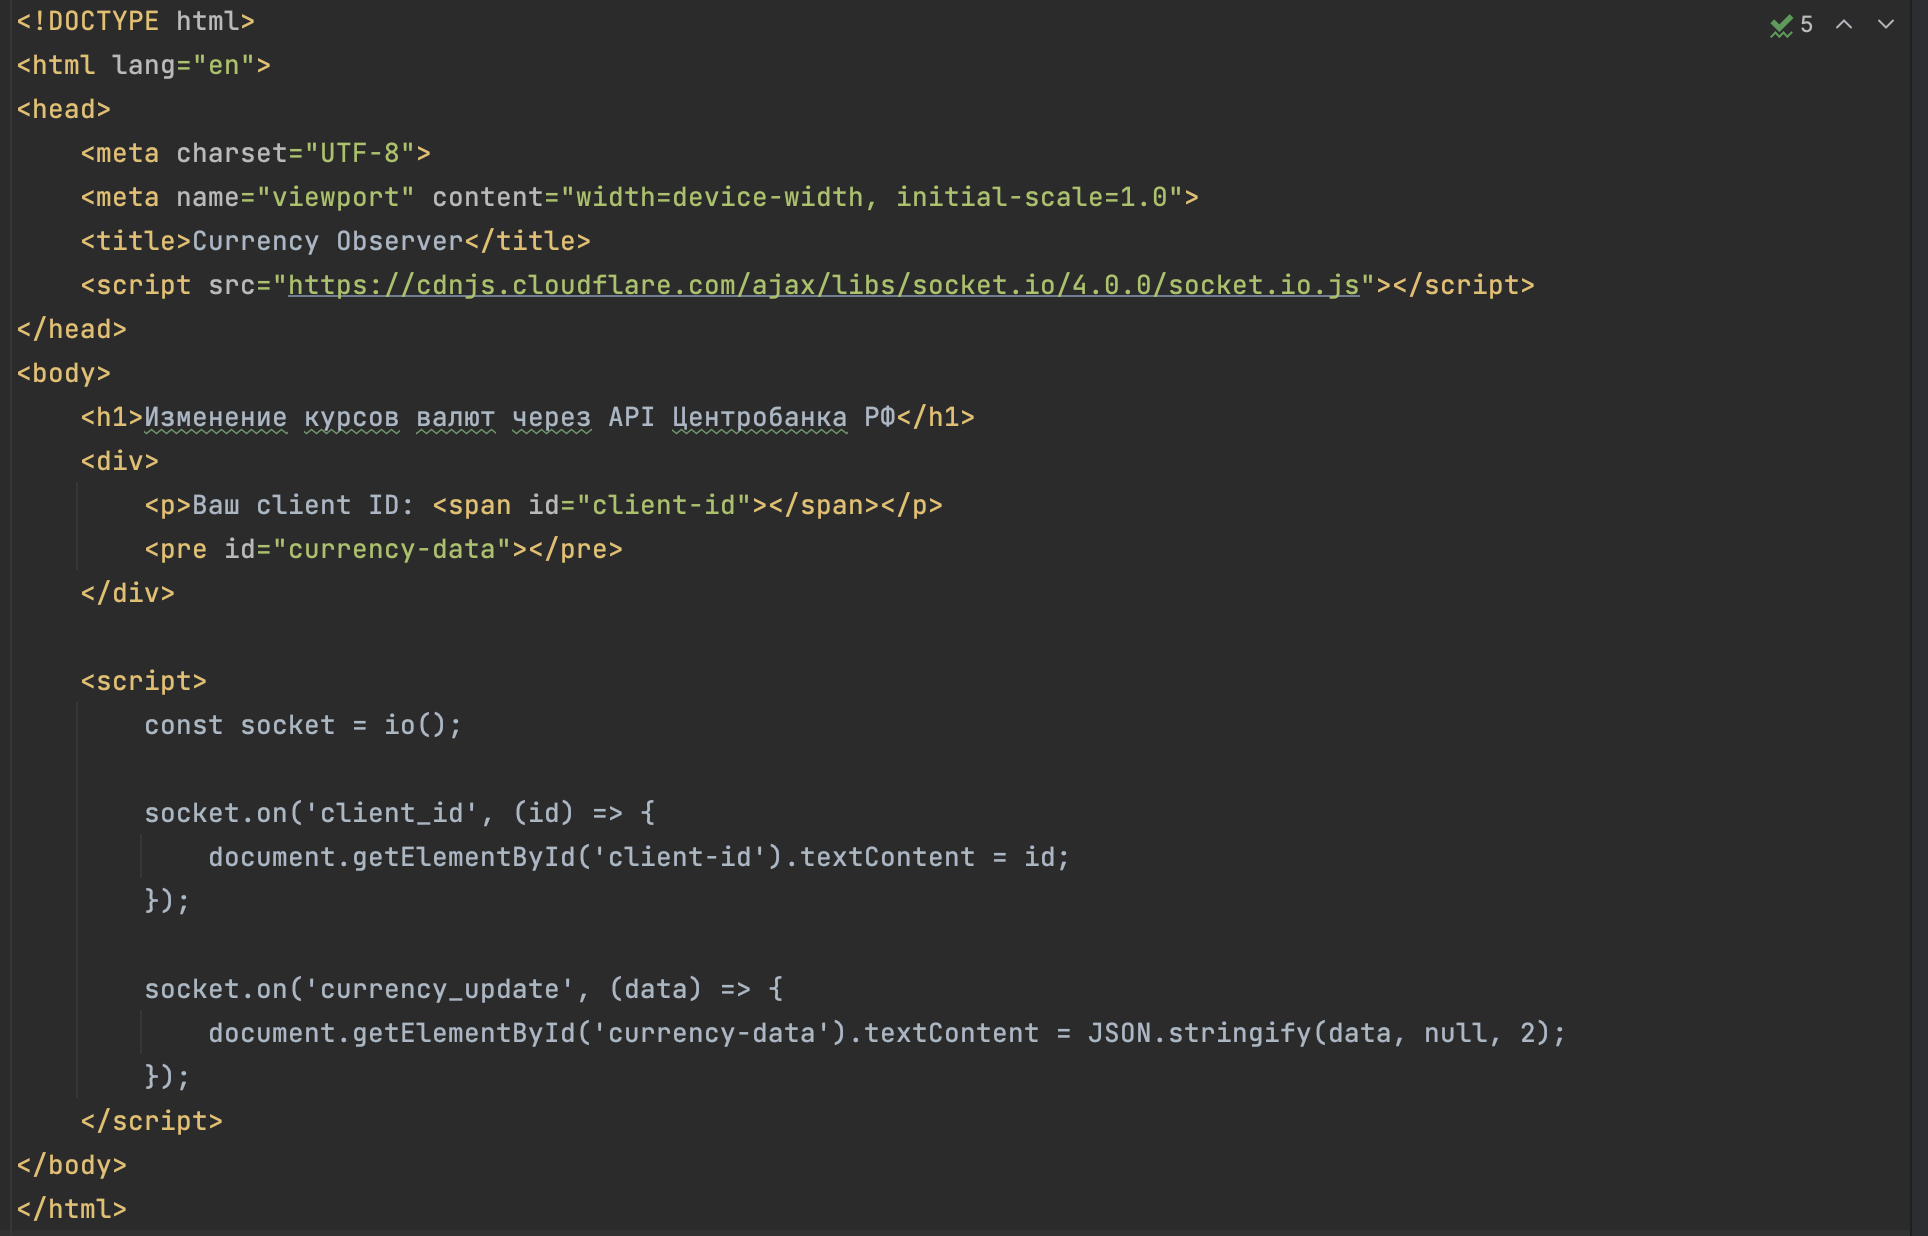 <!DOCTYPE html>
5
<html lang="en">
<head>
    <meta charset="UTF-8">
    <meta name="viewport" content="width=device-width, initial-scale=1.0">
    <title>Currency Observer</title>
    <script src="https://cdnjs.cloudflare.com/ajax/libs/socket.io/4.0.0/socket.io.js"></script>
</head>
<body>
    <h1>Изменение курсов валют через API Центробанка РФ</h1>
    <div>
        <p>Ваш client ID: <span id="client-id"></span></p>
        <pre id="currency-data"></pre>
    </div>

    <script>
        const socket = io();

        socket.on('client_id', (id) => {
            document.getElementById('client-id').textContent = id;
        });

        socket.on('currency_update', (data) => {
            document.getElementById('currency-data').textContent = JSON.stringify(data, null, 2);
        });
    </script>
</body>
</html>